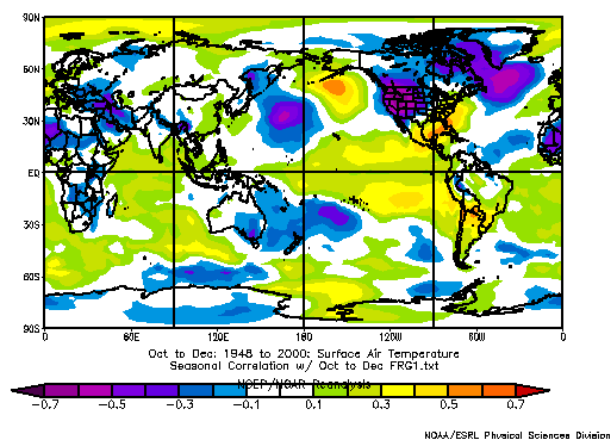 90N
60N
30N
EQ
30S
60S
90S
0 60E 120E 180 120W 60W 0
Oct to Dec: 1948 to 2000: Surface Air Temperature
Seasonal Correlation w/ Oct to Dec FRG1.txt
NCEP/NCAR Reanalysis
-0.7 -0.5 -0.3 -0.1 0.1 0.3 0.5 0.7
NOAA/ESRL Physical Sciences Division